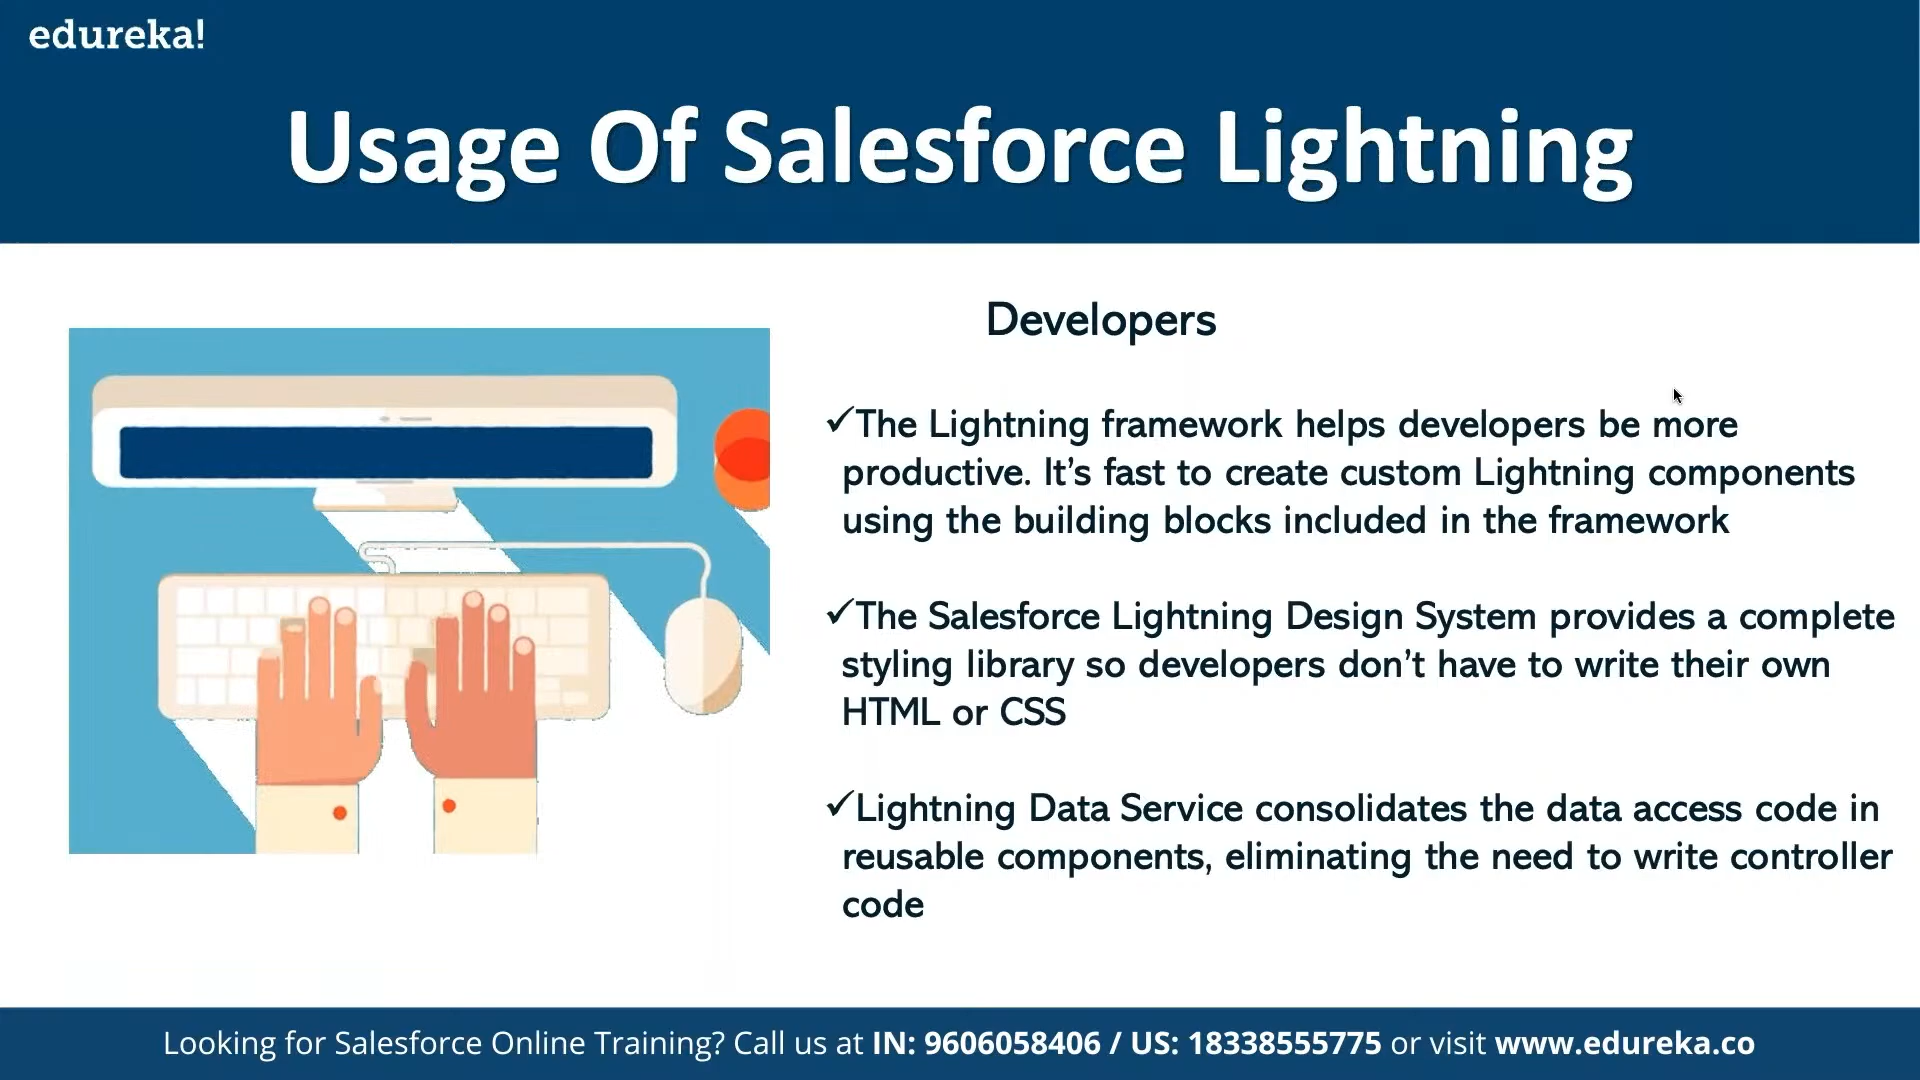 edureka!
Usage Of Salesforce Lightning
Developers
✓The Lightning framework helps developers be more
productive. It’s fast to create custom Lightning components
using the building blocks included in the framework
✓The Salesforce Lightning Design System provides a complete
styling library so developers don’t have to write their own
HTML or CSS
✓Lightning Data Service consolidates the data access code in
reusable components, eliminating the need to write controller
code
Looking for Salesforce Online Training? Call us at IN: 9606058406 / US: 18338555775 or visit www.edureka.co